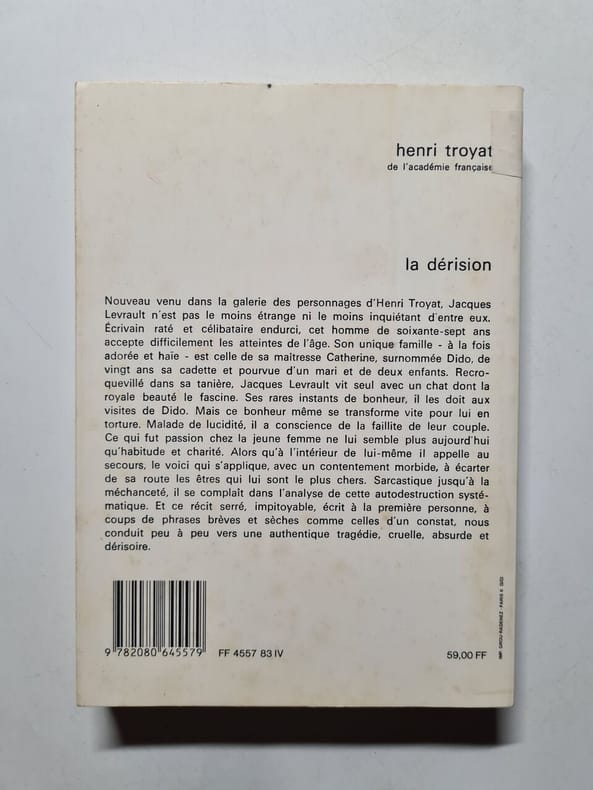 henri troyat
de l'académie française
la dérision
Nouveau venu dans la galerie des personnages d'Henri Troyat, Jacques
Levrault n'est pas le moins étrange ni le moins inquiétant d'entre eux.
Écrivain raté et célibataire endurci, cet homme de soixante-sept ans
accepte difficilement les atteintes de l'âge. Son unique famille - à la fois
adorée et haïe - est celle de sa maîtresse Catherine, surnommée Dido, de
vingt ans sa cadette et pourvue d'un mari et de deux enfants. Recro-
quevillé dans sa tanière, Jacques Levrault vit seul avec un chat dont la
royale beauté le fascine. Ses rares instants de bonheur, il les doit aux
visites de Dido. Mais ce bonheur même se transforme vite pour lui en
torture. Malade de lucidité, il a conscience de la faillite de leur couple.
Ce qui fut passion chez la jeune femme ne lui semble plus aujourd'hui
qu'habitude et charité. Alors qu'à l'intérieur de lui-même il appelle au
secours, le voici qui s'applique, avec un contentement morbide, à écarter
de sa route les êtres qui lui sont le plus chers. Sarcastique jusqu'à la
méchanceté, il se complaît dans l'analyse de cette autodestruction systé-
matique. Et ce récit serré, impitoyable, écrit à la première personne, à
coups de phrases brèves et sèches comme celles d'un constat, nous
conduit peu à peu vers une authentique tragédie, cruelle, absurde et
dérisoire.
9 782080 645579
FF 4557 83 IV
59,00 FF
IMP. GROU-RADENEZ - PARIS 6